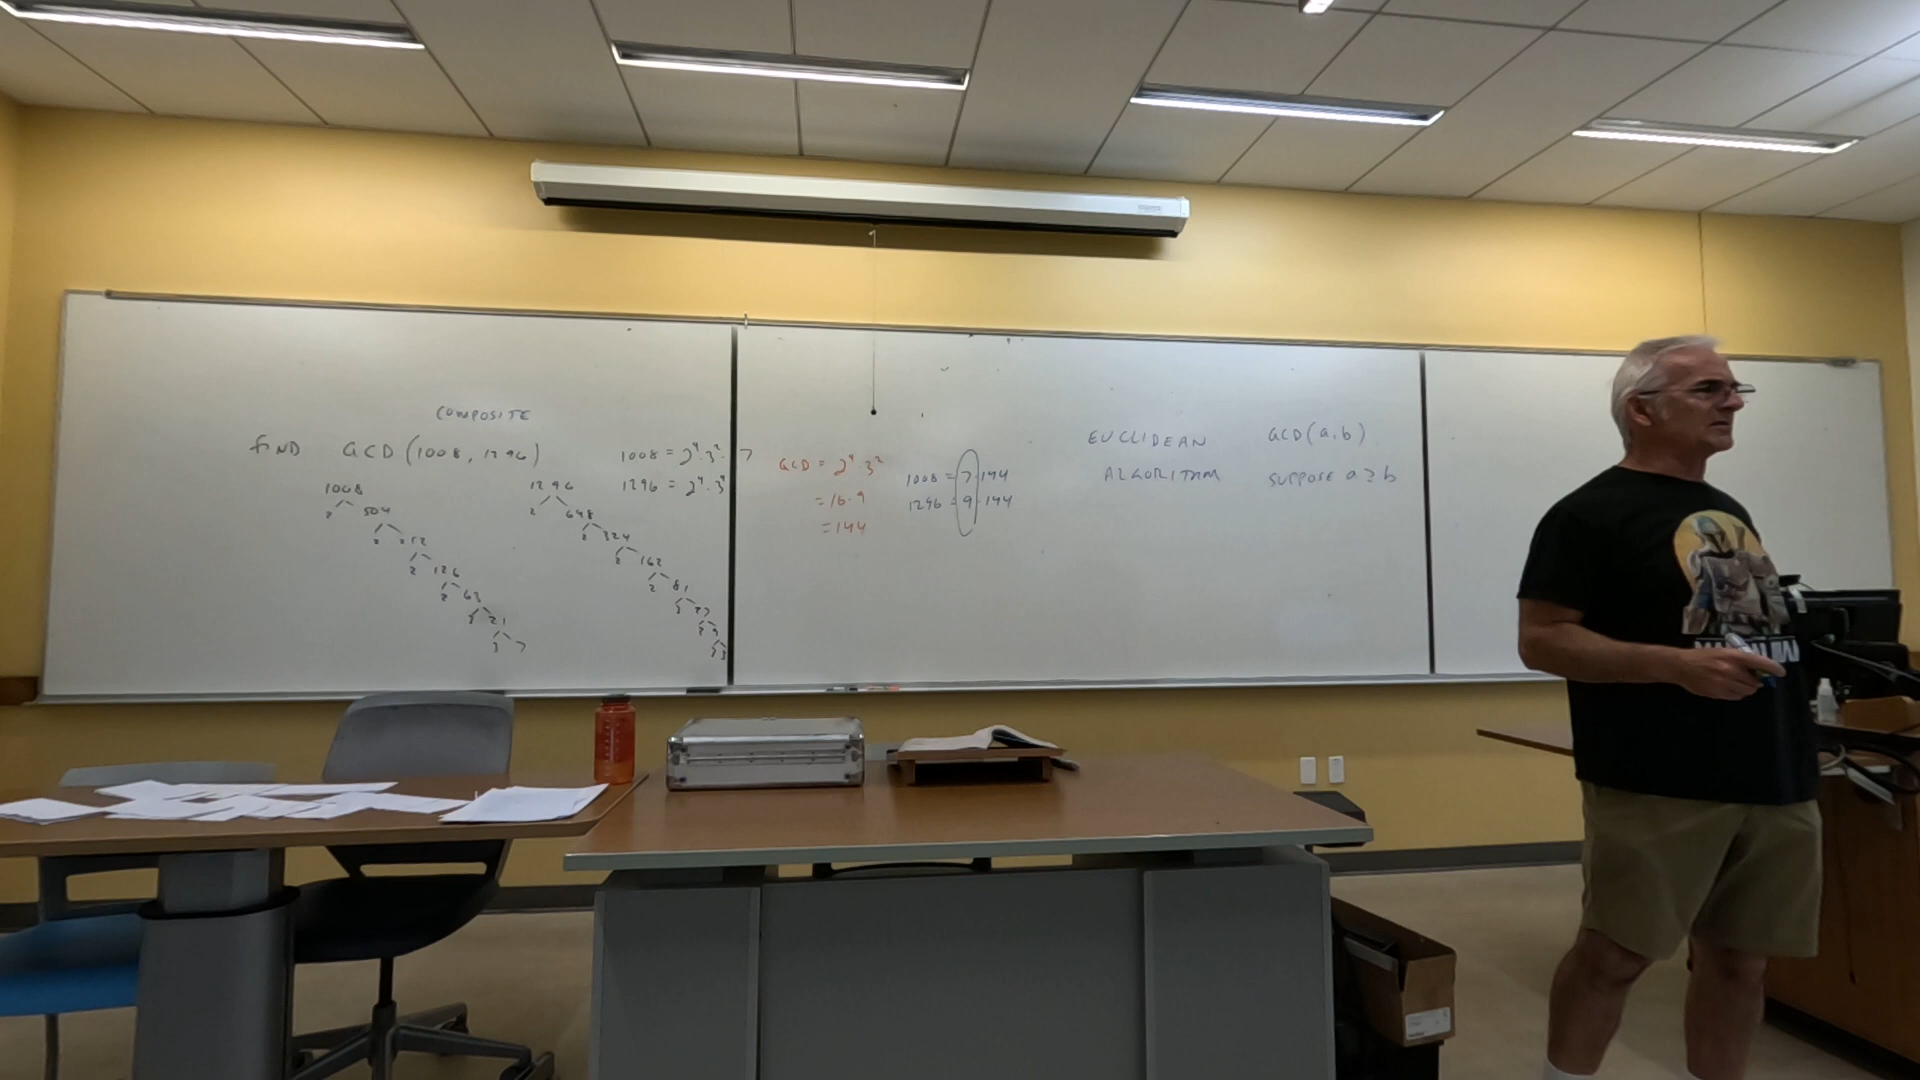 COMPOSITE
FIND GCD(1008, 1296)
1008
2 504
2 252
2 126
2 63
3 21
3 7
1296
2 648
2 324
2 162
2 81
3 27
3 9
3 3
1008 = 2⁴·3²·7
1296 = 2⁴·3⁴
GCD = 2⁴·3²
= 16·9
= 144
1008 = 7·144
1296 = 9·144
EUCLIDEAN
ALGORITHM
GCD(a,b)
SUPPOSE a ≥ b